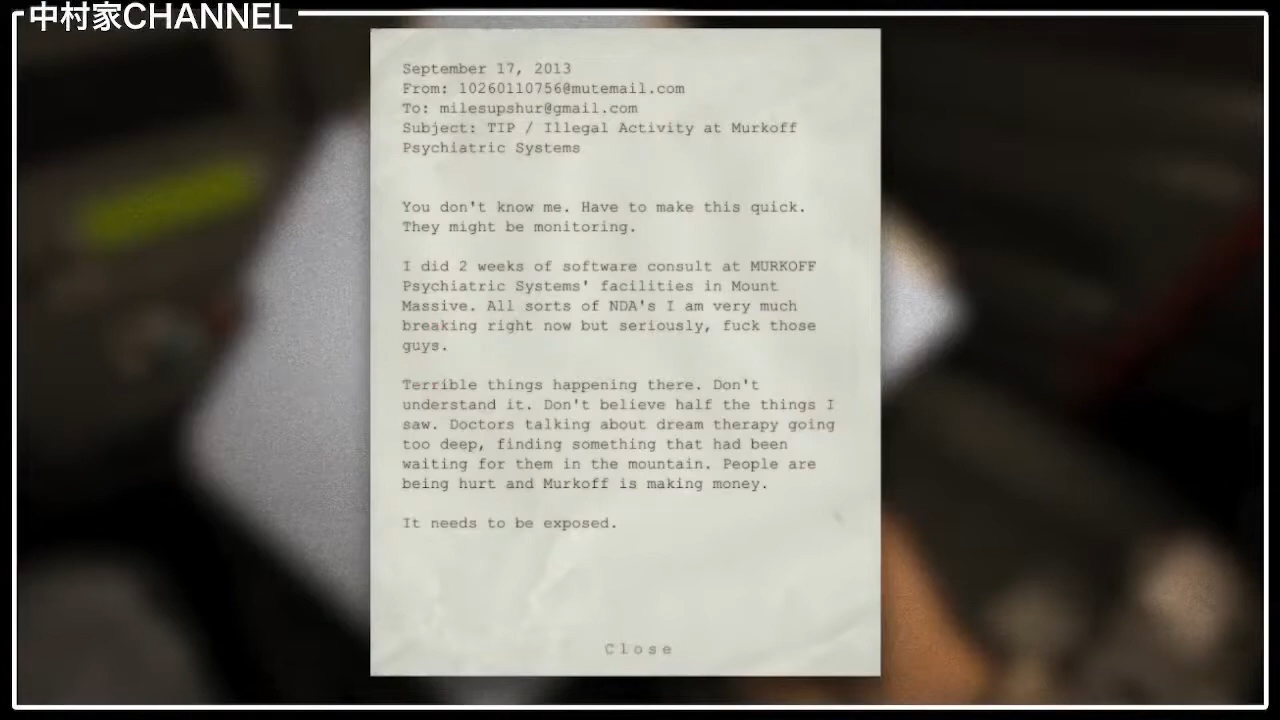 中村家CHANNEL
September 17, 2013
From: 10260110756@mutemail.com
To: milesupshur@gmail.com
Subject: TIP / Illegal Activity at Murkoff
Psychiatric Systems
You don't know me. Have to make this quick.
They might be monitoring.
I did 2 weeks of software consult at MURKOFF
Psychiatric Systems' facilities in Mount
Massive. All sorts of NDA's I am very much
breaking right now but seriously, fuck those
guys.
Terrible things happening there. Don't
understand it. Don't believe half the things I
saw. Doctors talking about dream therapy going
too deep, finding something that had been
waiting for them in the mountain. People are
being hurt and Murkoff is making money.
It needs to be exposed.
Close